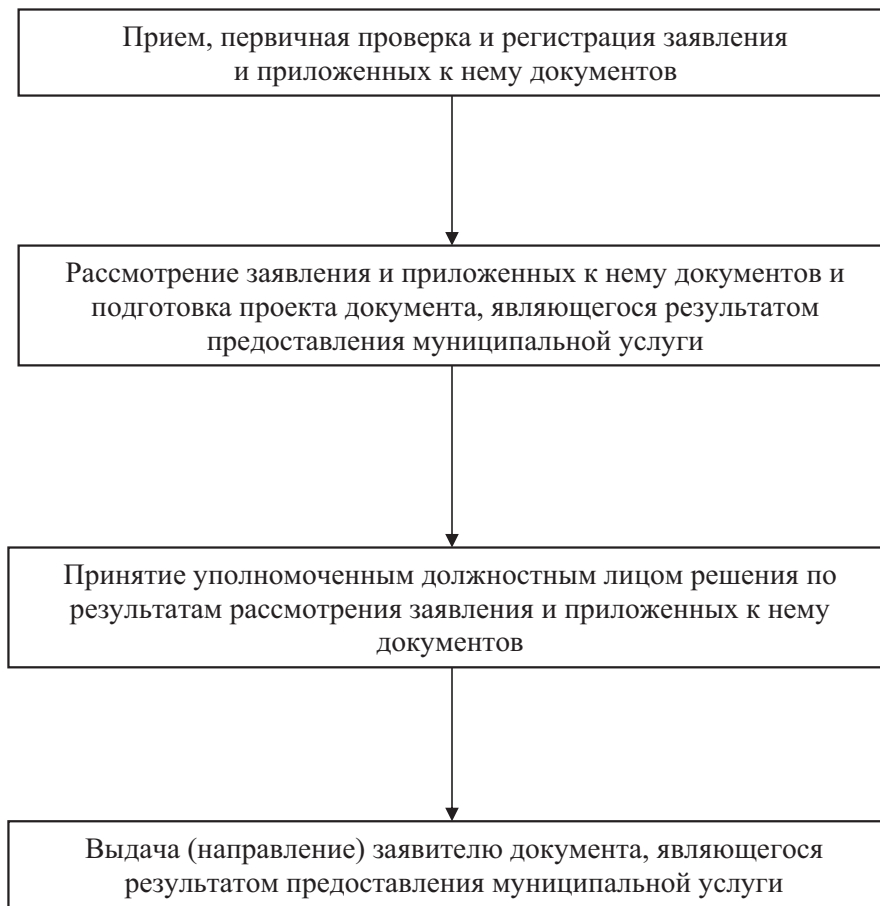 Прием, первичная проверка и регистрация заявления
и приложенных к нему документов
Рассмотрение заявления и приложенных к нему документов и
подготовка проекта документа, являющегося результатом
предоставления муниципальной услуги
Принятие уполномоченным должностным лицом решения по
результатам рассмотрения заявления и приложенных к нему
документов
Выдача (направление) заявителю документа, являющегося
результатом предоставления муниципальной услуги